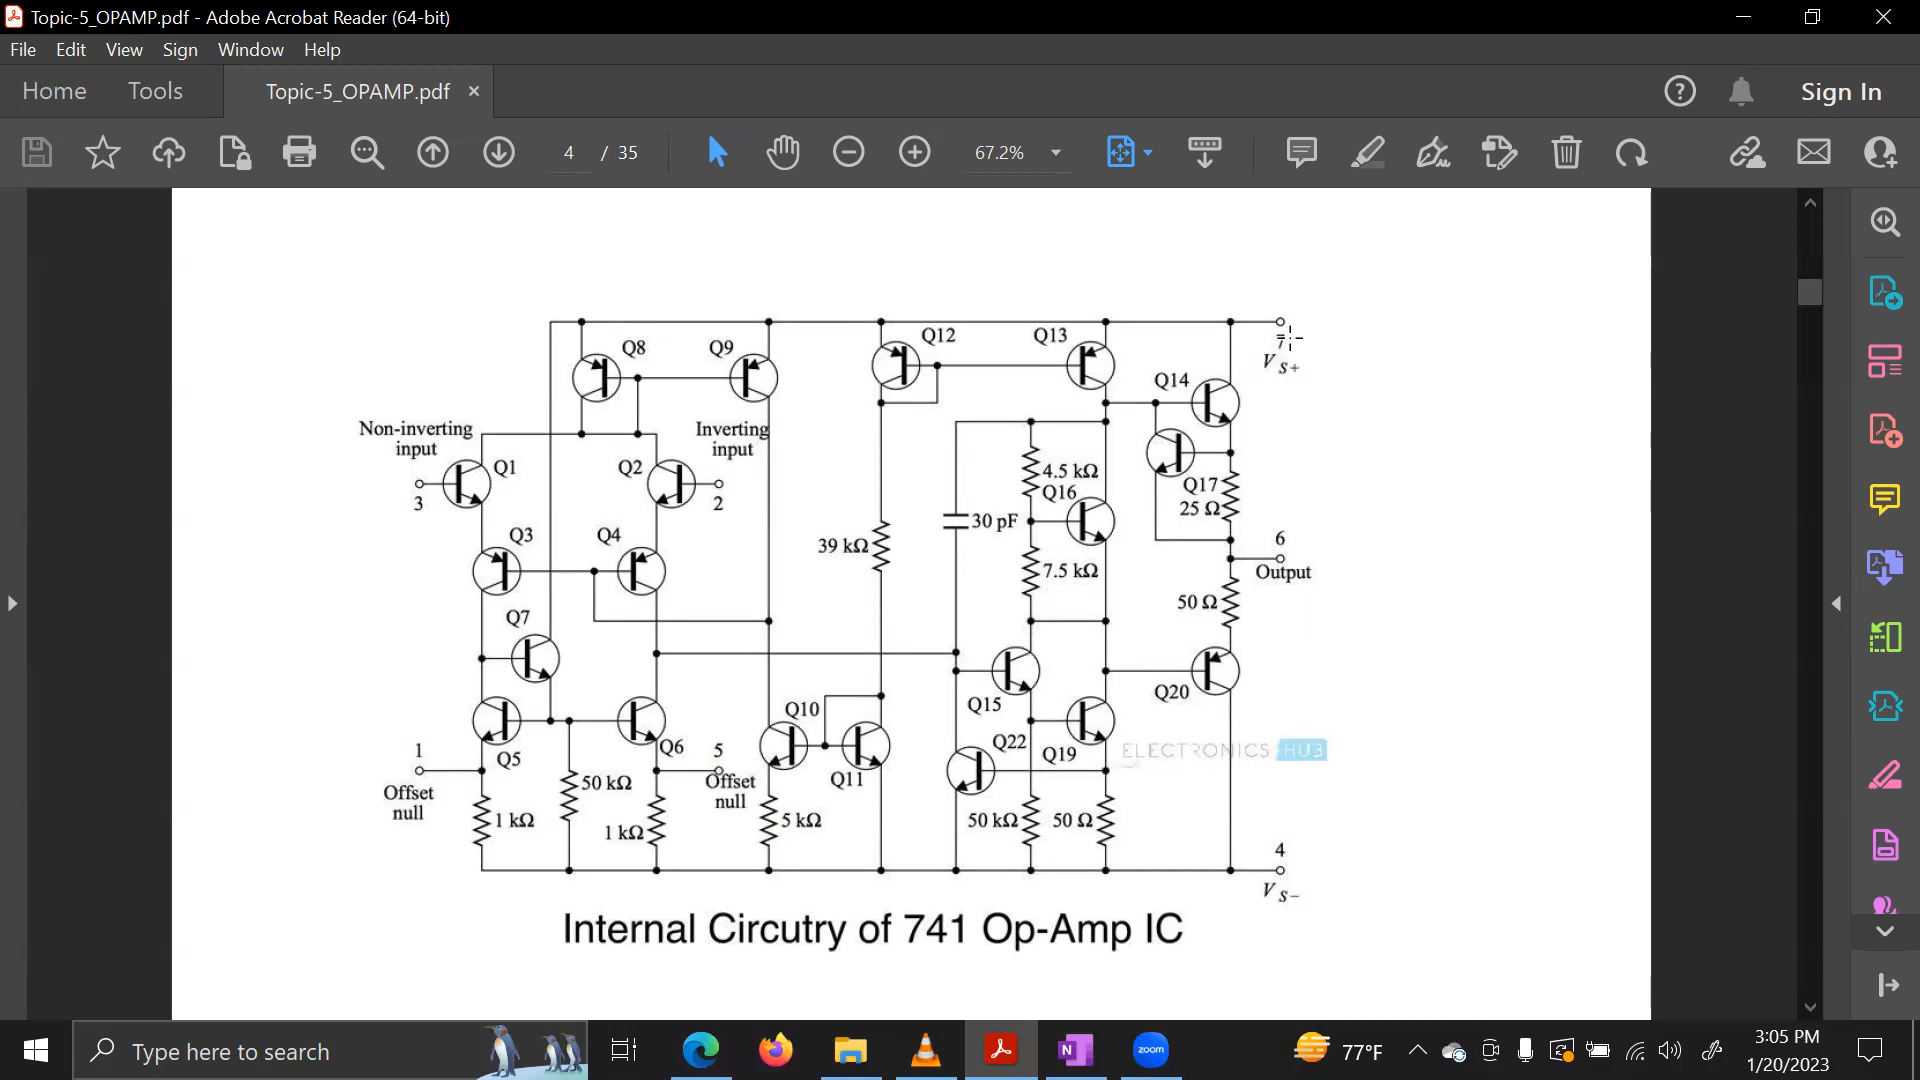 Topic-5_OPAMP.pdf - Adobe Acrobat Reader (64-bit)
File Edit View Sign Window Help
Home Tools Topic-5_OPAMP.pdf × Sign In
4 / 35 67.2%
Q12 Q13
Q8 Q9
7
V S+
Q14
Non-inverting
input
Inverting
input
Q1 Q2
4.5 kΩ
Q16
Q17
25 Ω
3 2
30 pF
Q3 Q4
39 kΩ
6
Output
7.5 kΩ
50 Ω
Q7
Q20
Q15
Q10
Q22 Q19
ELECTRONICS HUB
1 5
Q5 Q6
Q11
Offset
null
50 kΩ
Offset
null
1 kΩ 1 kΩ 5 kΩ 50 kΩ 50 Ω
4
V S−
Internal Circutry of 741 Op-Amp IC
Type here to search
N zoom 77°F
3:05 PM
1/20/2023